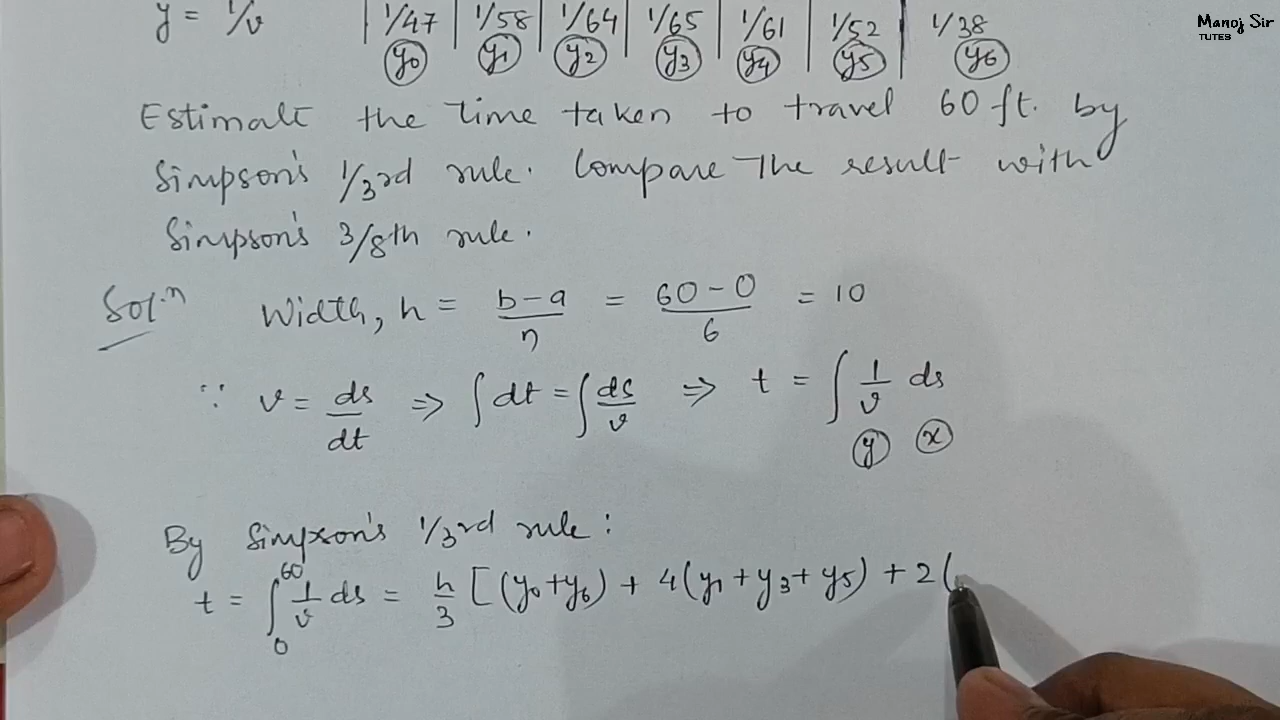 Manoj Sir
TUTES
y = 1/v | 1/47 | 1/58 | 1/64 | 1/65 | 1/61 | 1/52 | 1/38
y0 y1 y2 y3 y4 y5 y6
Estimate the time taken to travel 60 ft. by
Simpson's 1/3rd rule. Compare the result with
Simpson's 3/8th rule.
Solⁿ Width, h = b-a/n = 60-0/6 = 10
∵ v = ds/dt ⇒ ∫dt = ∫ds/v ⇒ t = ∫ 1/v ds
y x
By Simpson's 1/3rd rule:
t = ∫₀⁶⁰ 1/v ds = h/3 [(y0+y6) + 4(y1+y3+y5) + 2(